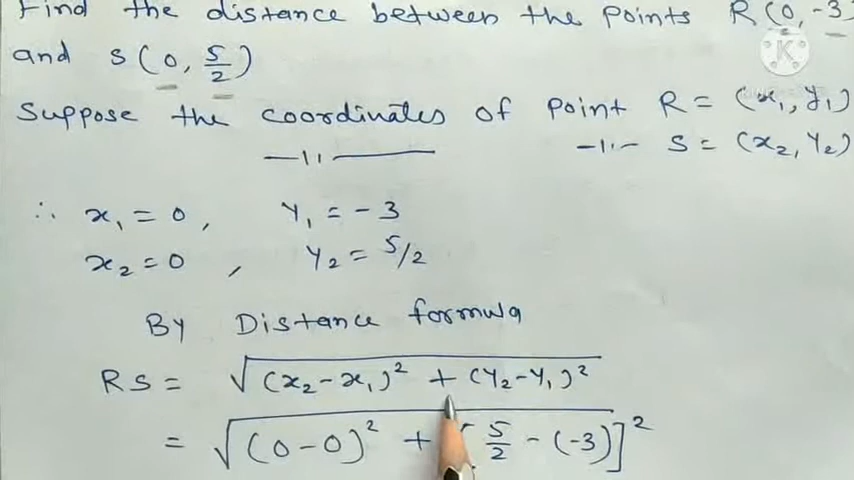 Find the distance between the points R(0, -3)
and S(0, 5/2)
Suppose the coordinates of point R = (x₁, y₁)
—11— —11— S = (x₂, y₂)
∴ x₁ = 0, y₁ = -3
x₂ = 0, y₂ = 5/2
By Distance formula
RS = √((x₂-x₁)² + (y₂-y₁)²)
= √((0-0)² + [5/2 - (-3)]²)
K